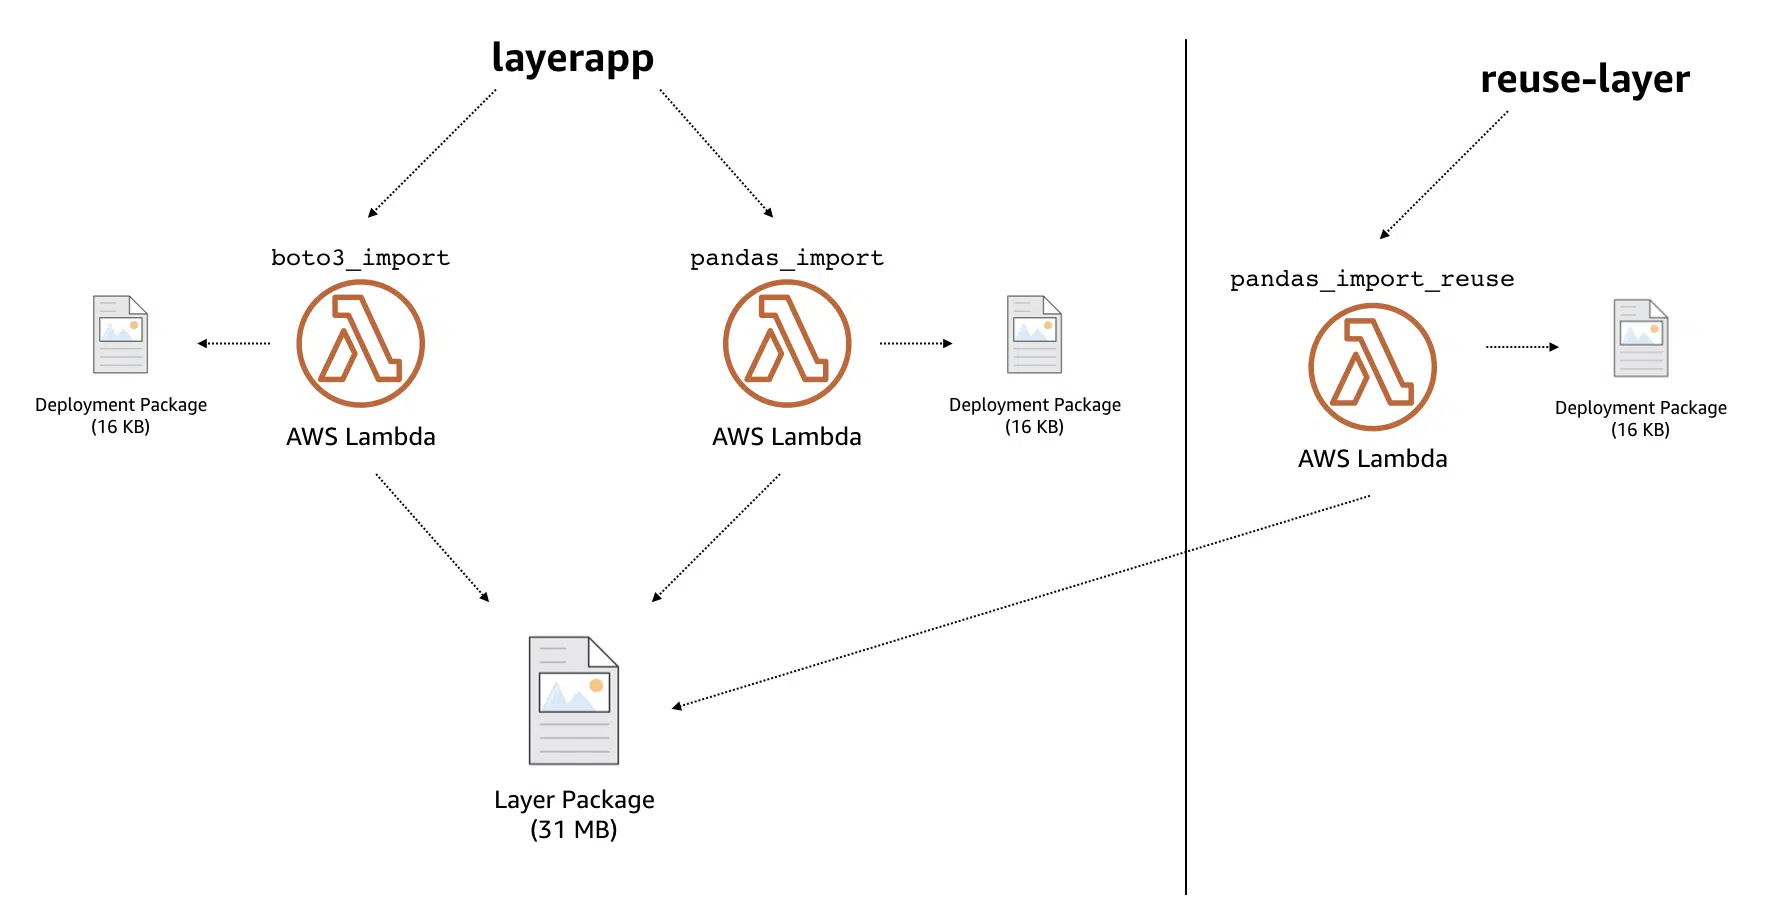 layerapp
reuse-layer
boto3_import
pandas_import
pandas_import_reuse
Deployment Package
(16 KB)
AWS Lambda
AWS Lambda
Deployment Package
(16 KB)
AWS Lambda
Deployment Package
(16 KB)
Layer Package
(31 MB)